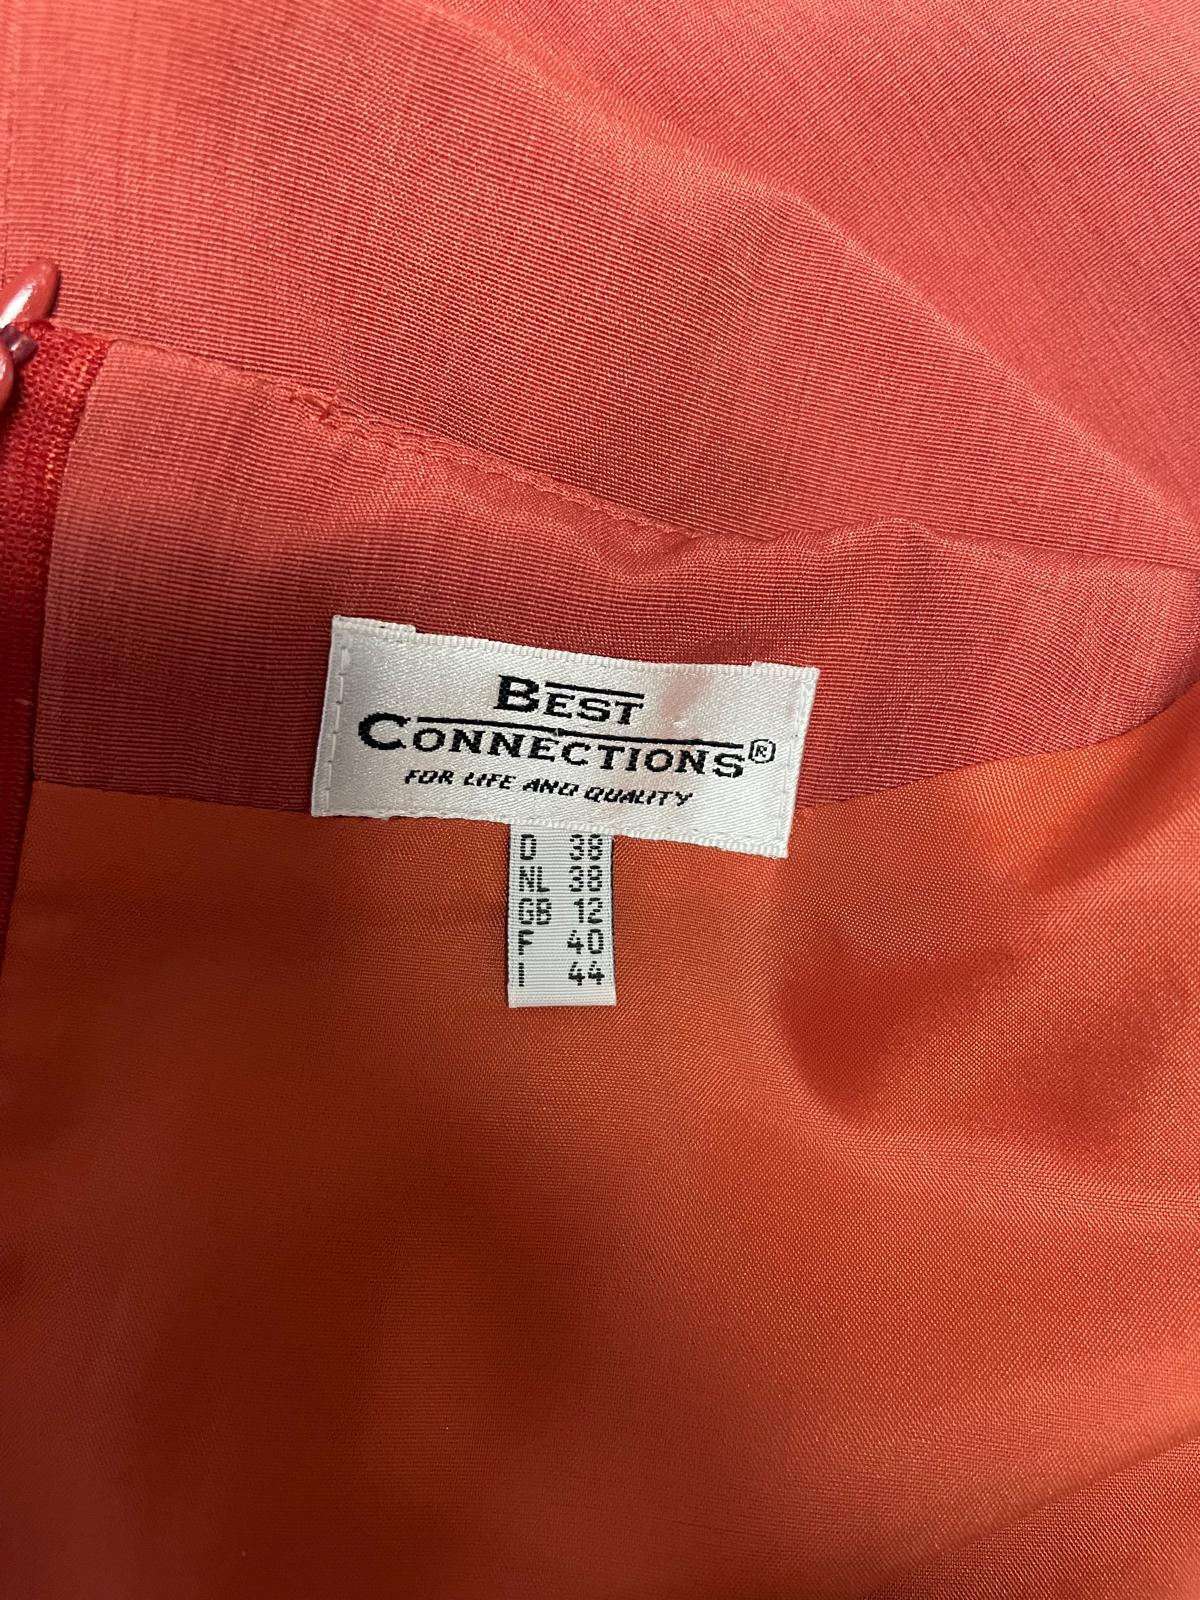 BEST
CONNECTIONS®
FOR LIFE AND QUALITY
D 38
NL 38
GB 12
F 40
I 44